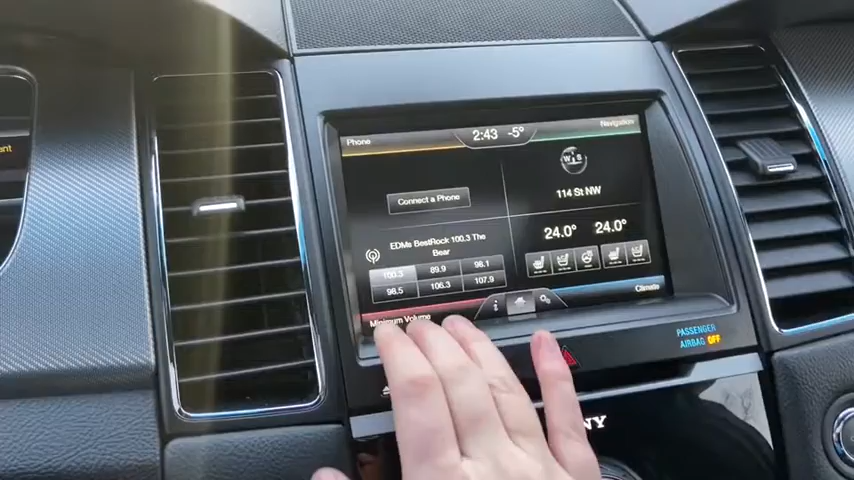 Phone
2:43 -5°
Navigation
W
Connect a Phone
114 St NW
24.0° 24.0°
EDMs BestRock 100.3 The
Bear
100.3 89.9 98.1
98.5 106.3 107.9
Minimum Volume
i
Climate
PASSENGER
AIRBAG OFF
NY